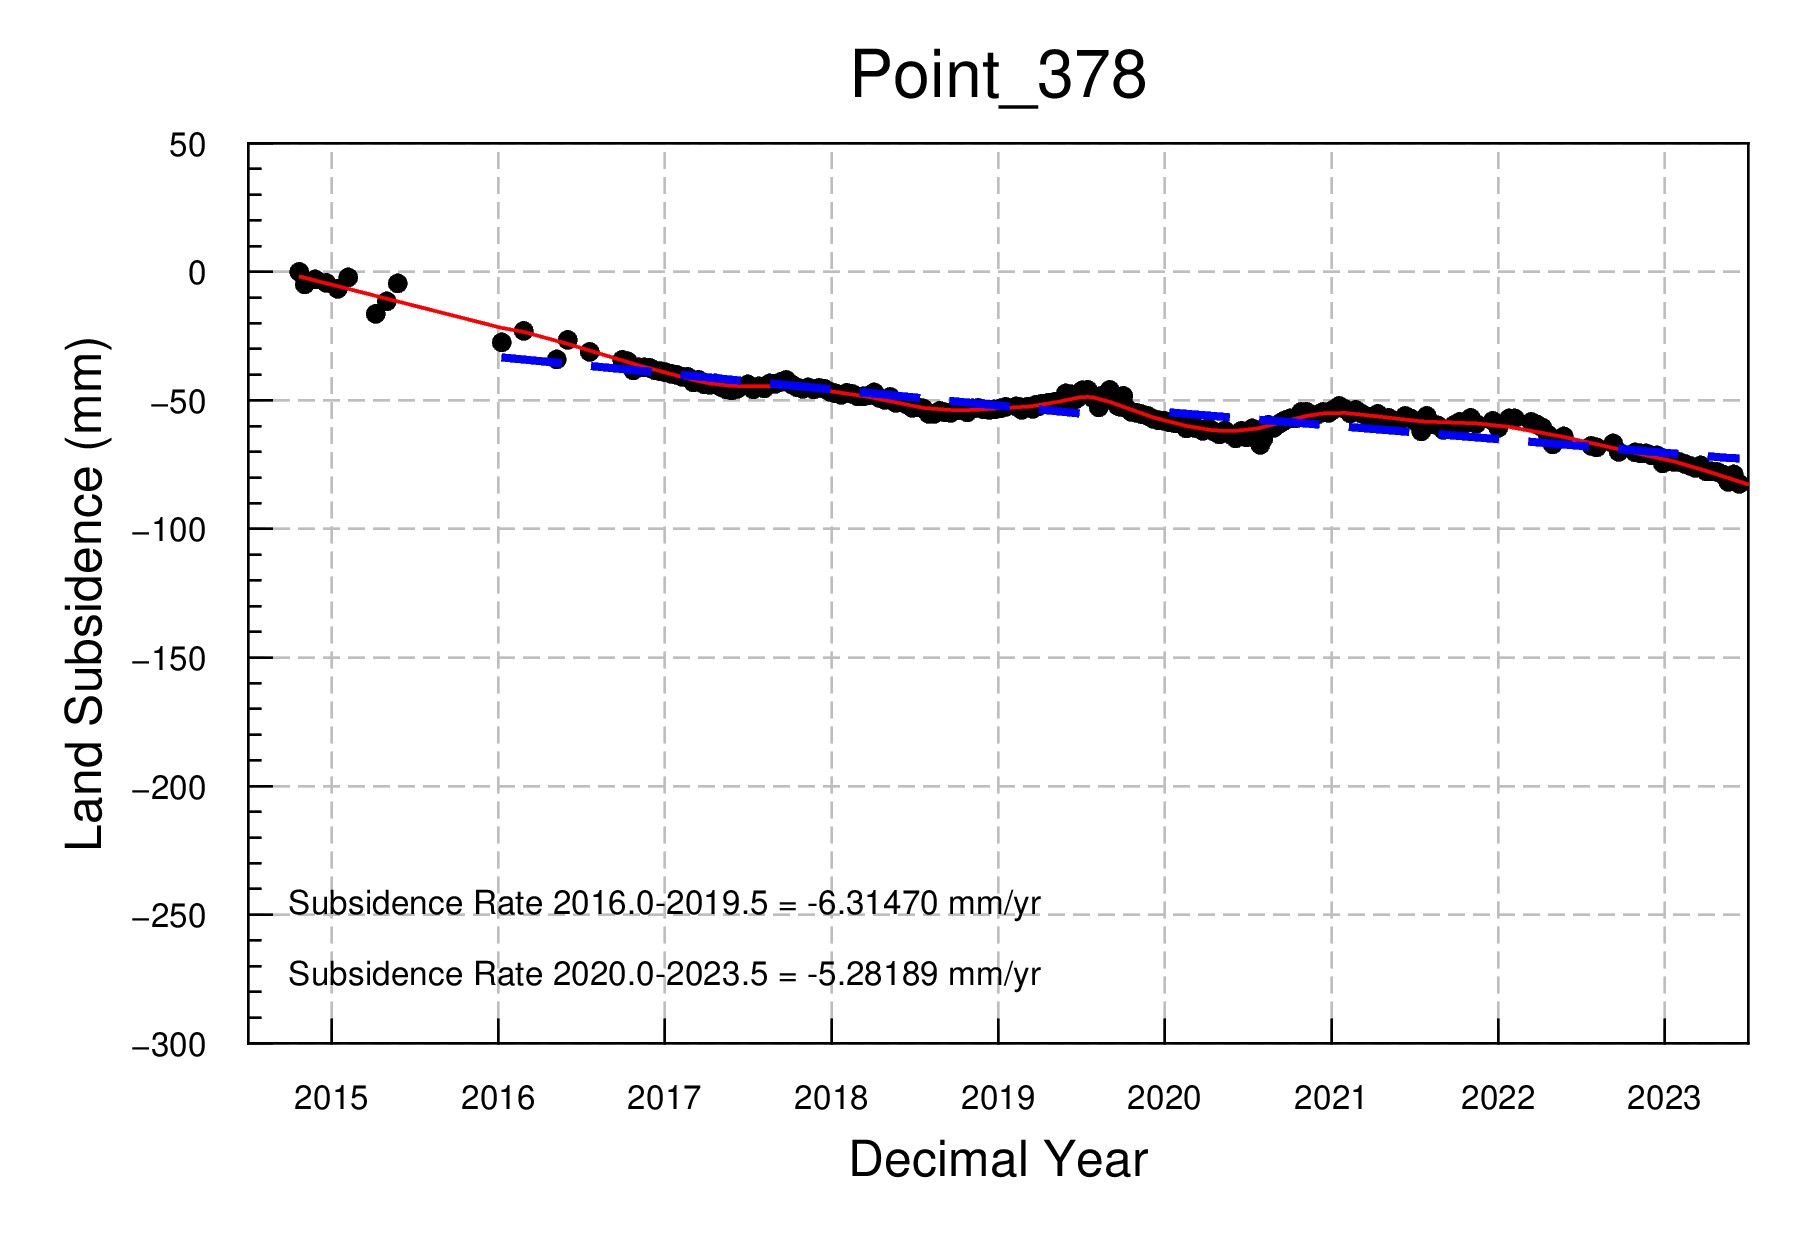 Point_378
50
0
−50
−100
−150
−200
−250
−300
Land Subsidence (mm)
Subsidence Rate 2016.0-2019.5 = -6.31470 mm/yr
Subsidence Rate 2020.0-2023.5 = -5.28189 mm/yr
2015 2016 2017 2018 2019 2020 2021 2022 2023
Decimal Year